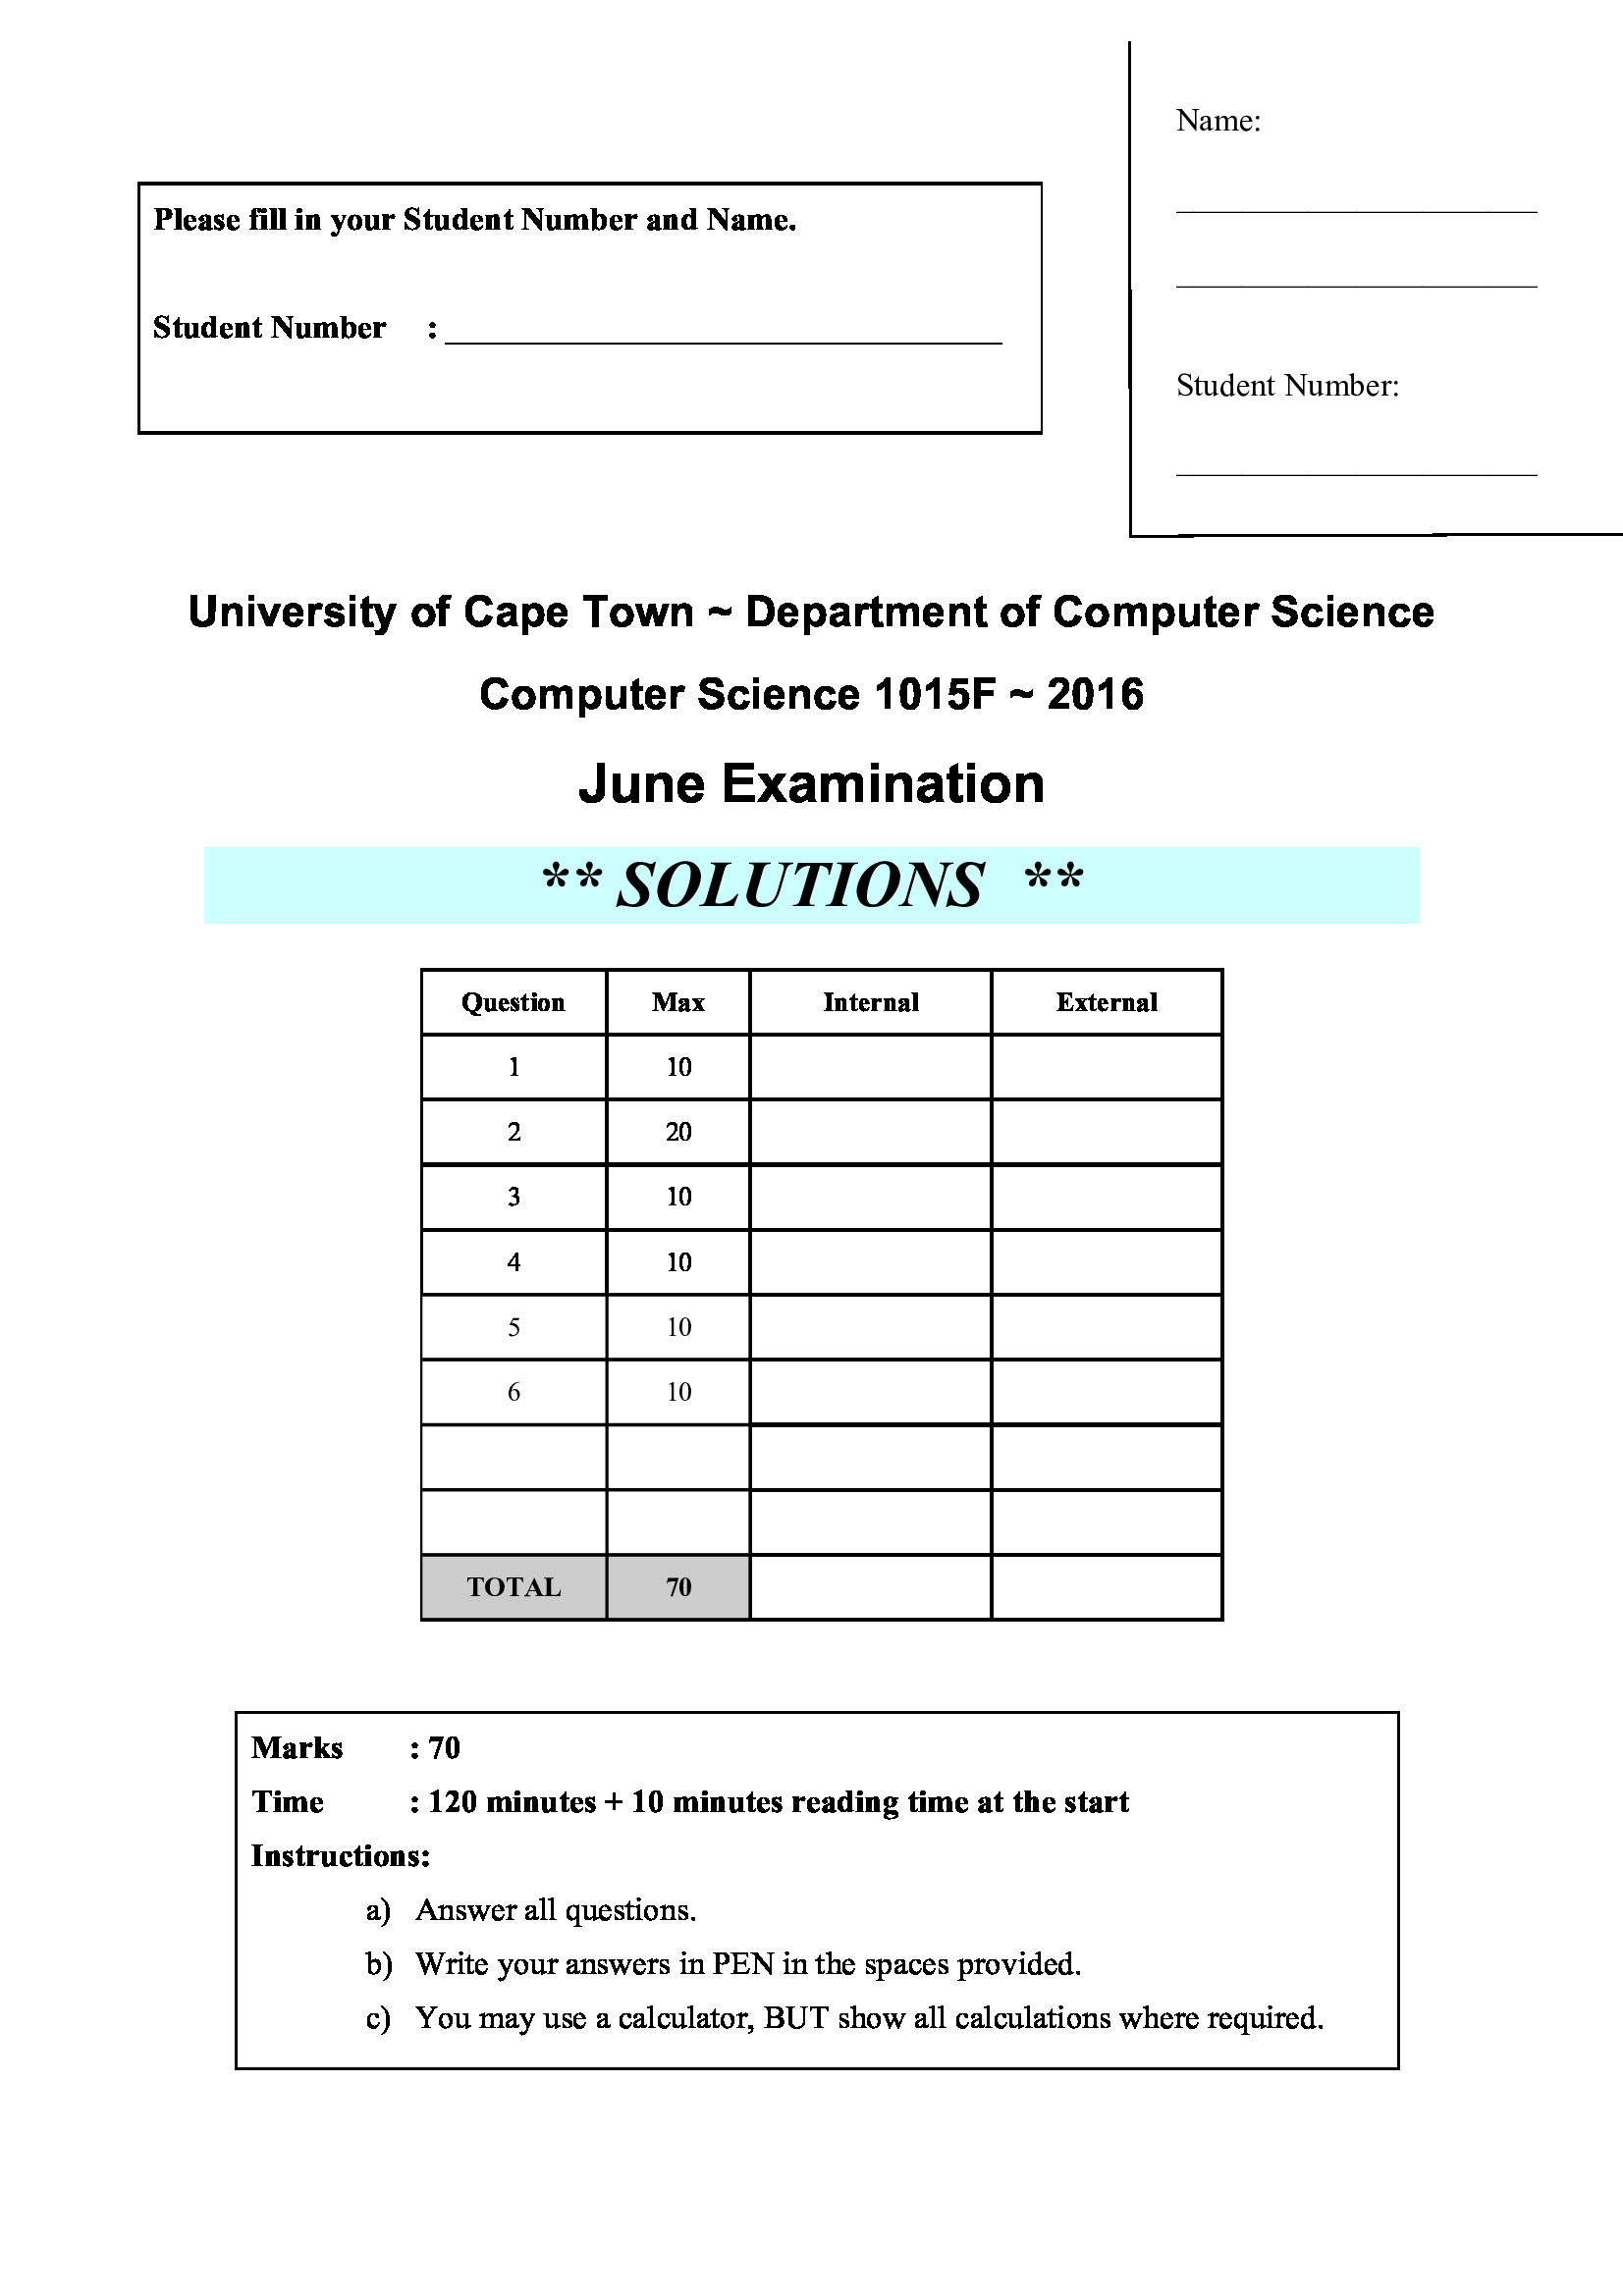 Name:
Please fill in your Student Number and Name.
Student Number : 
Student Number:
University of Cape Town ~ Department of Computer Science
Computer Science 1015F ~ 2016
June Examination
** SOLUTIONS **
Question Max Internal External
1 10
2 20
3 10
4 10
5 10
6 10
TOTAL 70
Marks : 70
Time : 120 minutes + 10 minutes reading time at the start
Instructions:
a) Answer all questions.
b) Write your answers in PEN in the spaces provided.
c) You may use a calculator, BUT show all calculations where required.